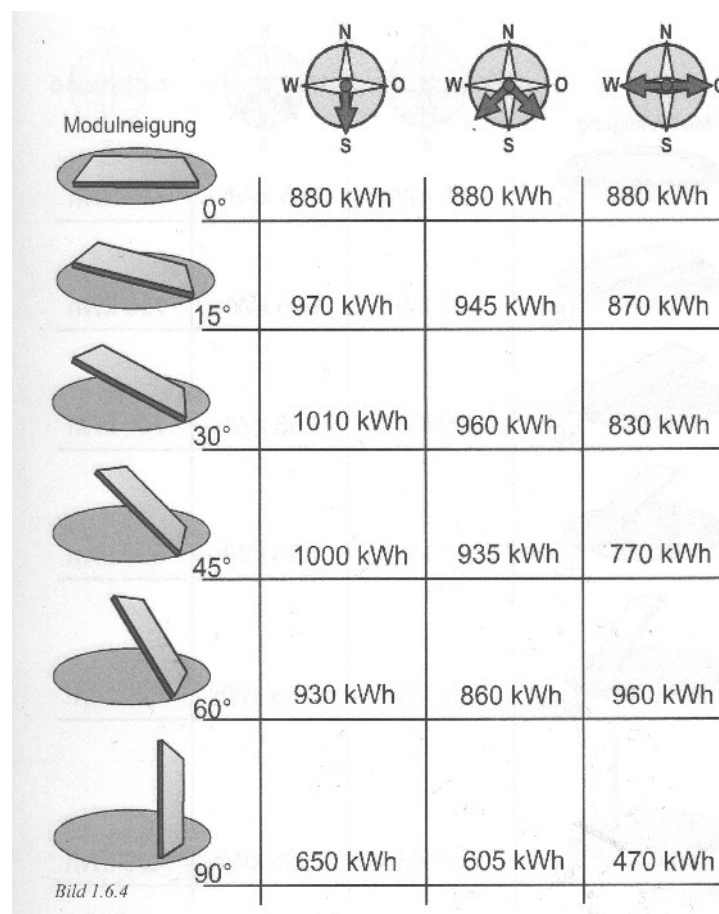 N N N
W O W O W O
S S S
Modulneigung
0° 880 kWh 880 kWh 880 kWh
15° 970 kWh 945 kWh 870 kWh
30° 1010 kWh 960 kWh 830 kWh
45° 1000 kWh 935 kWh 770 kWh
60° 930 kWh 860 kWh 960 kWh
90° 650 kWh 605 kWh 470 kWh
Bild 1.6.4